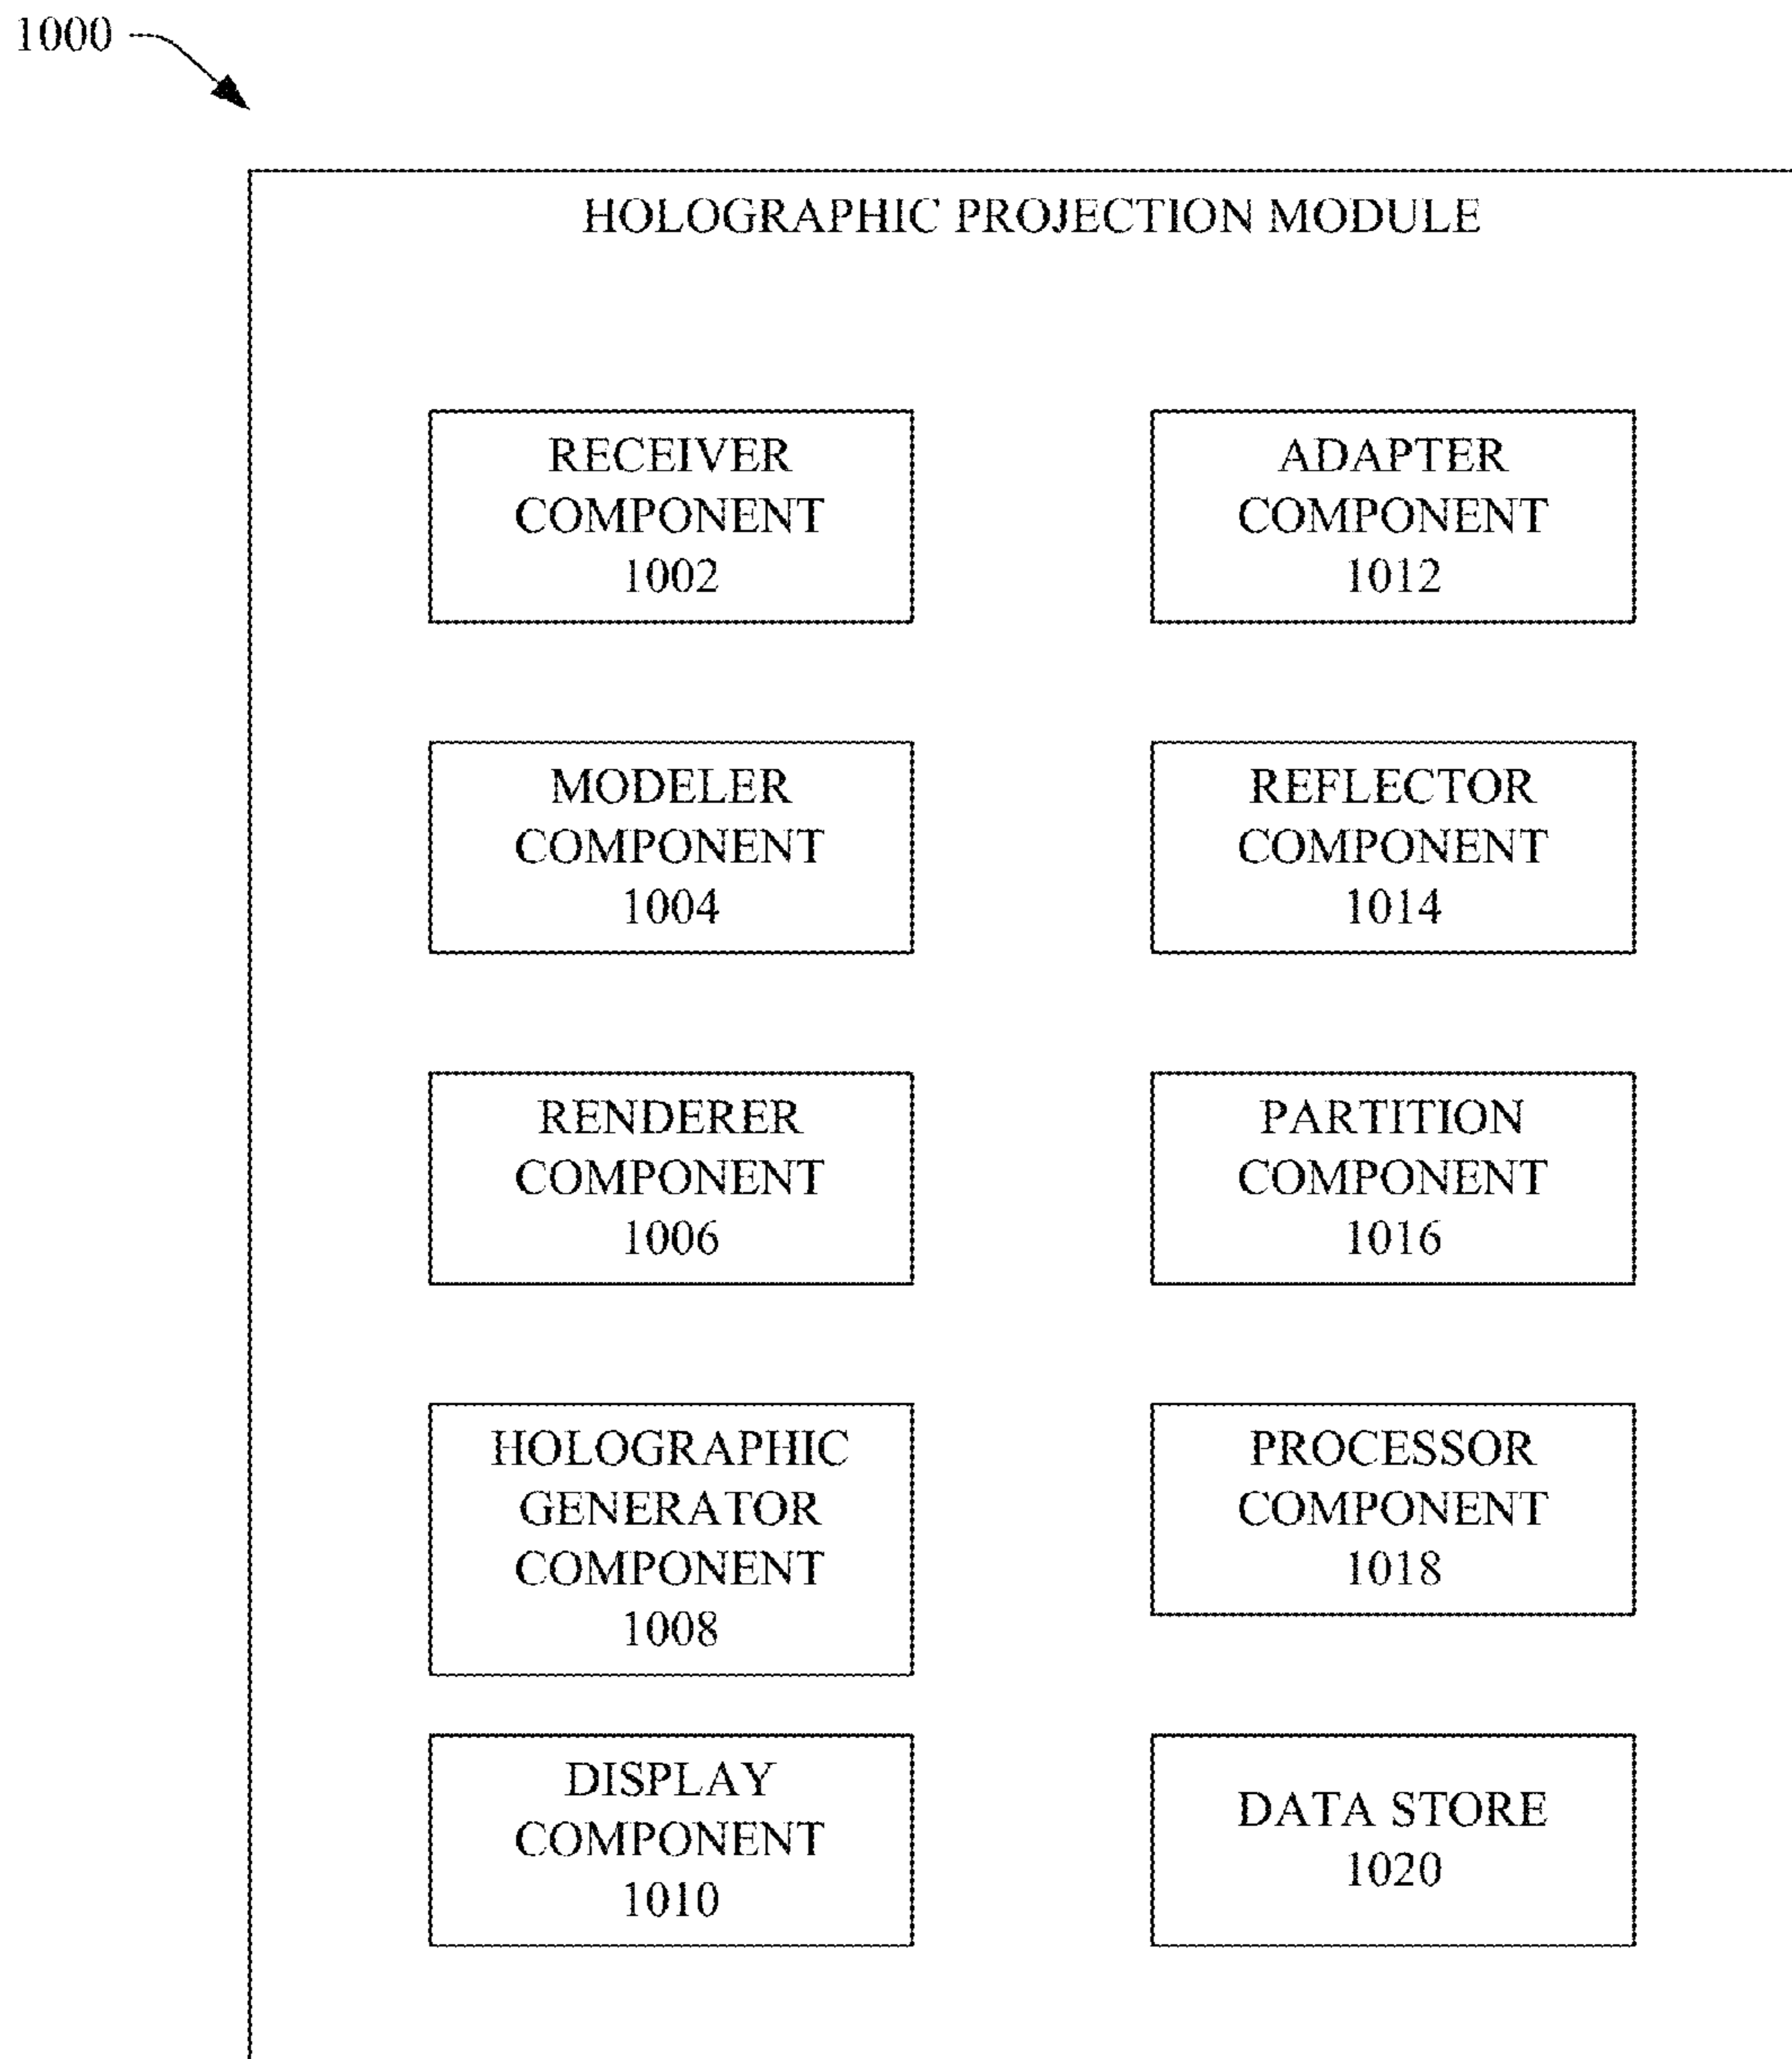 1000
HOLOGRAPHIC PROJECTION MODULE
RECEIVER
COMPONENT
1002
ADAPTER
COMPONENT
1012
MODELER
COMPONENT
1004
REFLECTOR
COMPONENT
1014
RENDERER
COMPONENT
1006
PARTITION
COMPONENT
1016
HOLOGRAPHIC
GENERATOR
COMPONENT
1008
PROCESSOR
COMPONENT
1018
DISPLAY
COMPONENT
1010
DATA STORE
1020